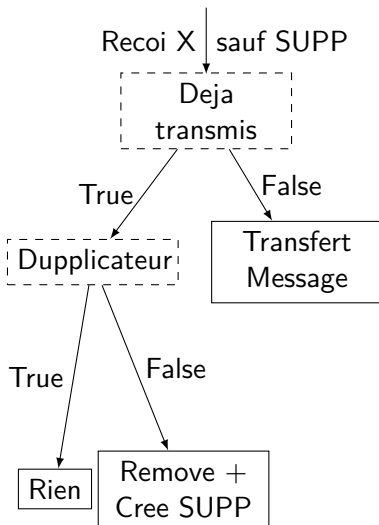 Recoi X sauf SUPP
Deja
transmis
True
False
Dupplicateur
Transfert
Message
True
False
Rien
Remove +
Cree SUPP